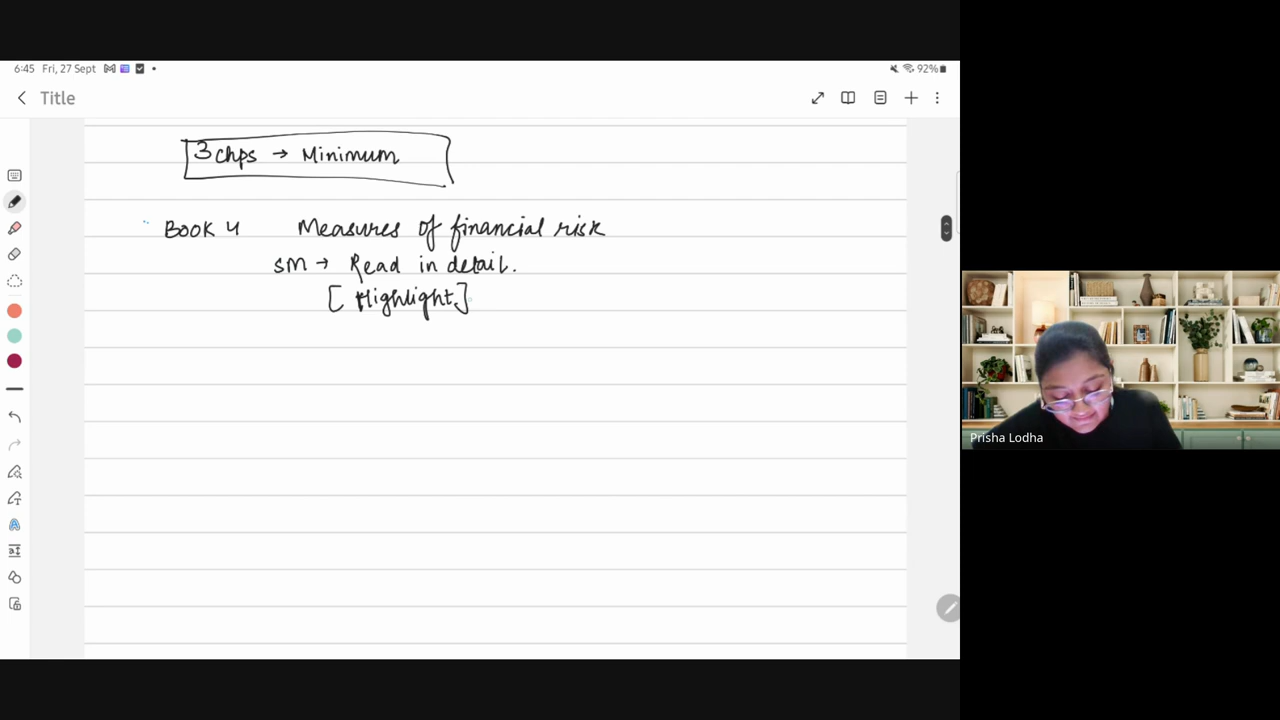 6:45 Fri, 27 Sept
92%
Title
3 chps → Minimum
BOOK 4 Measures of financial risk
SM → Read in detail.
[Highlight]
Prisha Lodha